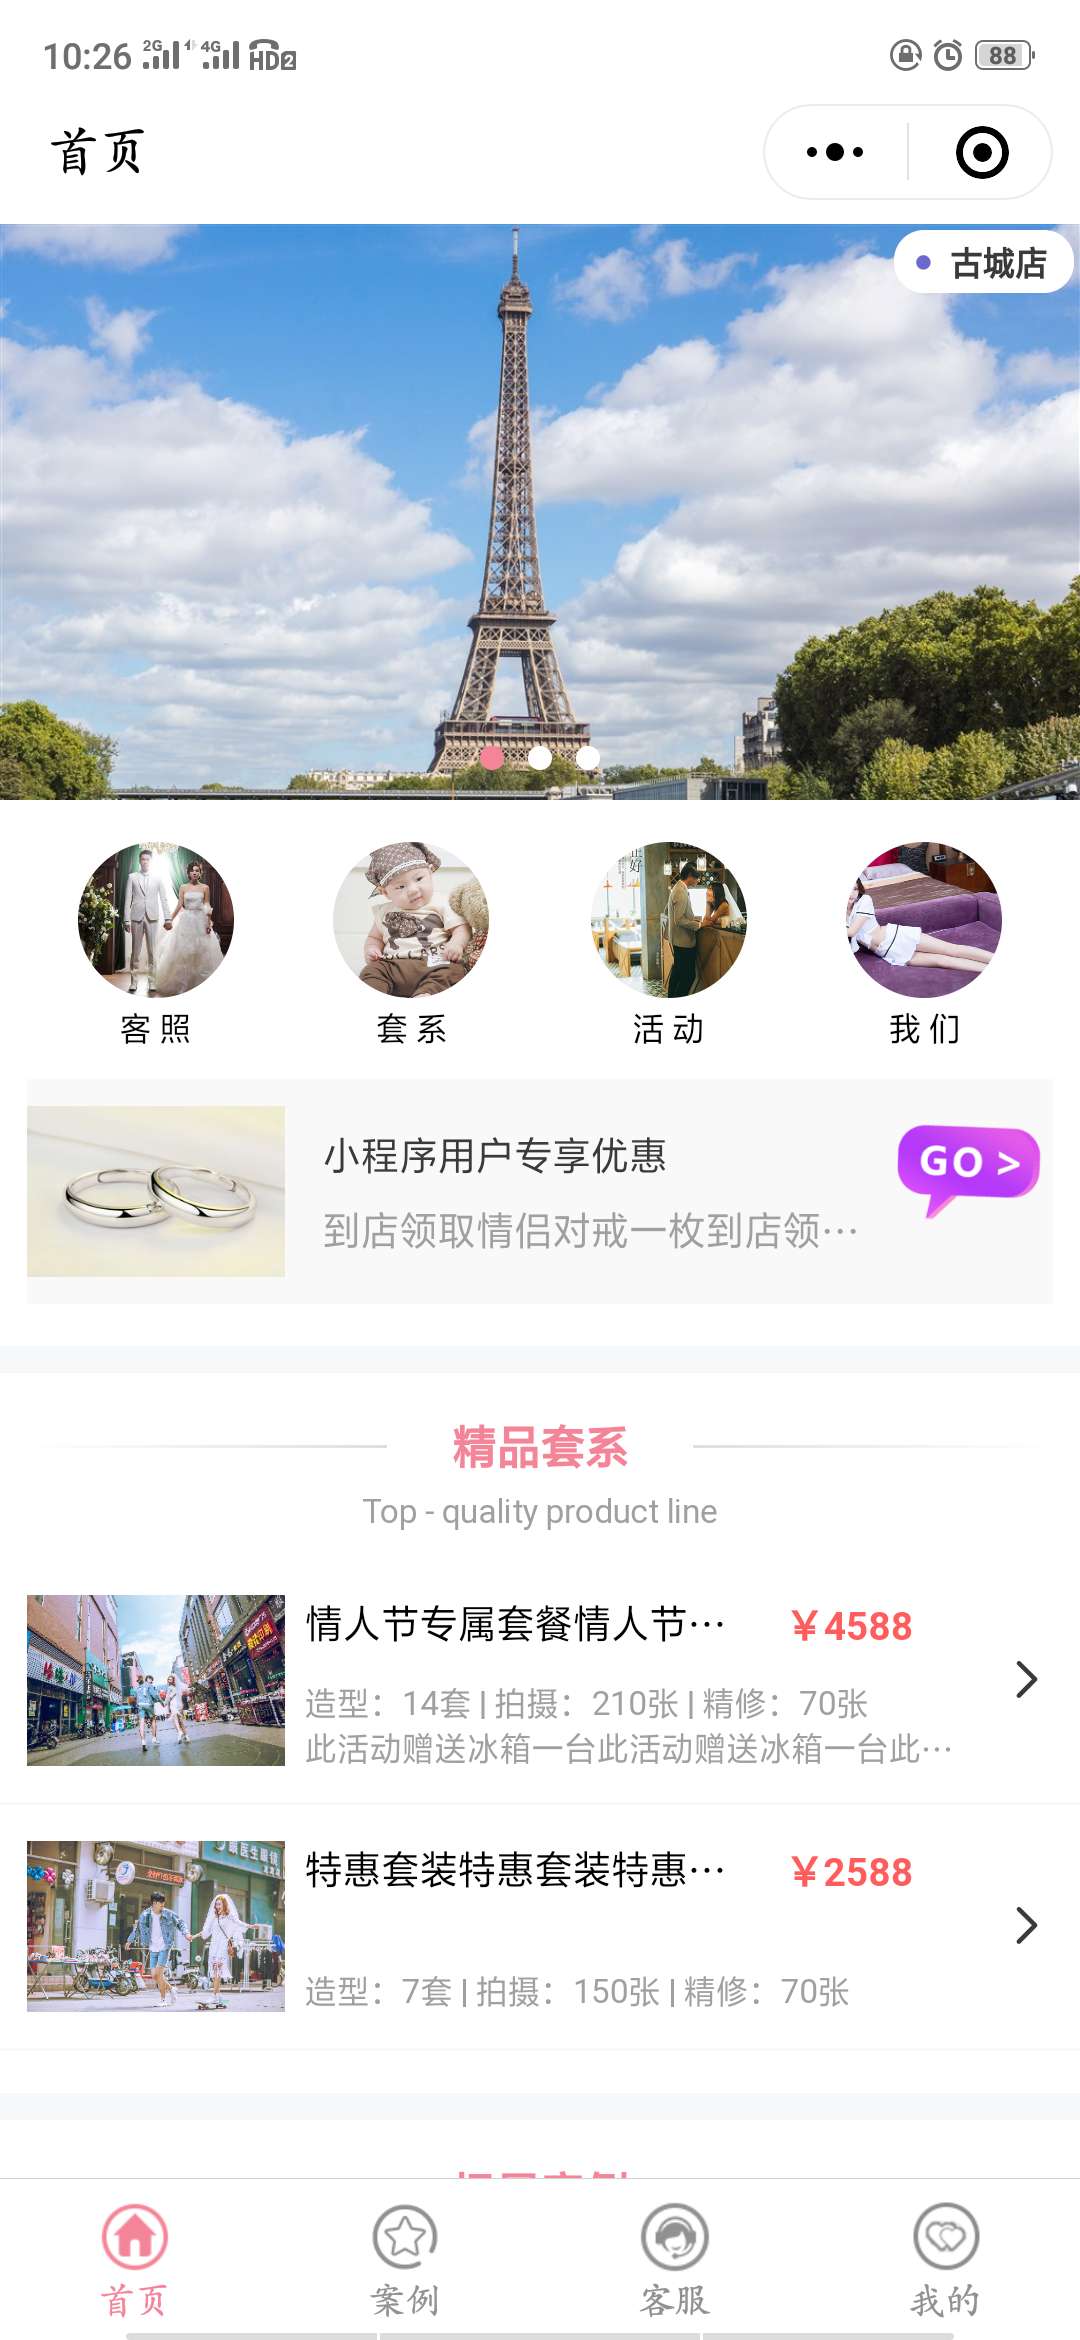 10:26 2G 4G HD2 88
首页
古城店
客照 套系 活动 我们
小程序用户专享优惠
GO >
到店领取情侣对戒一枚到店领···
精品套系
Top - quality product line
情人节专属套餐情人节··· ¥4588
造型：14套 | 拍摄：210张 | 精修：70张
此活动赠送冰箱一台此活动赠送冰箱一台此···
特惠套装特惠套装特惠··· ¥2588
造型：7套 | 拍摄：150张 | 精修：70张
首页 案例 客服 我的